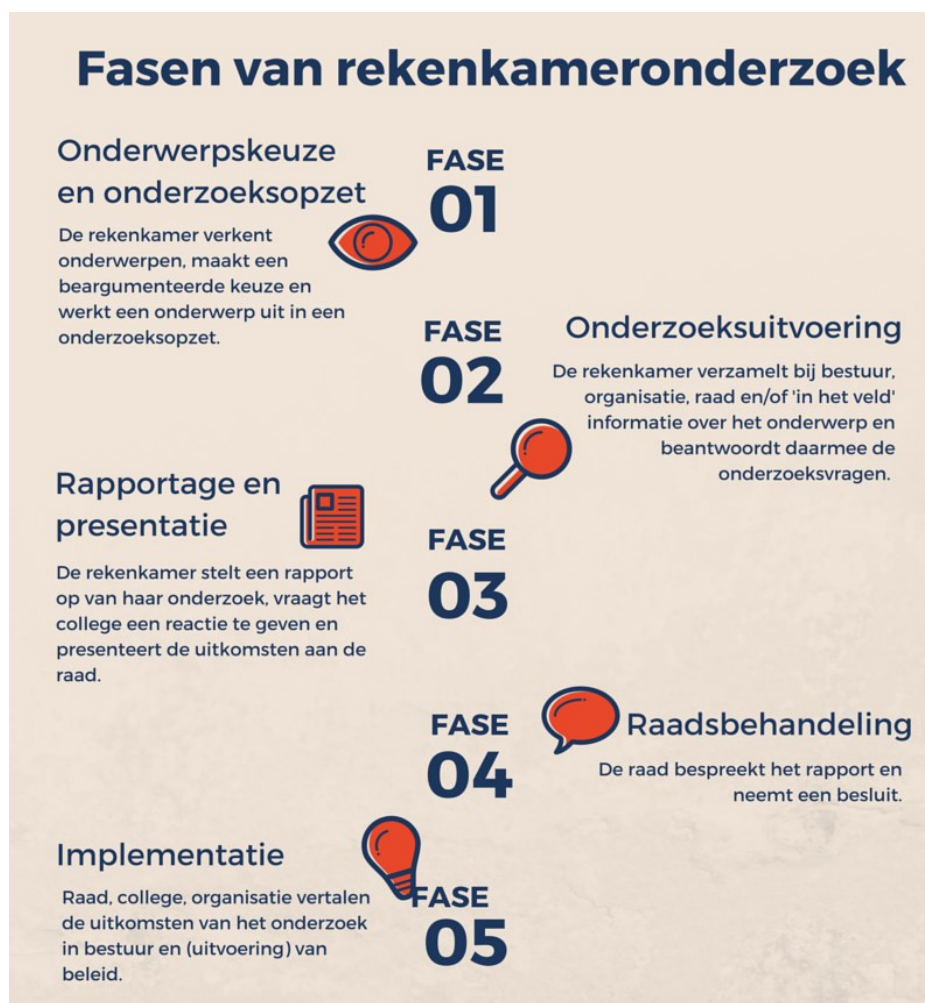 Fasen van rekenkameronderzoek
Onderwerpskeuze
en onderzoeksopzet
De rekenkamer verkent
onderwerpen, maakt een
beargumenteerde keuze en
werkt een onderwerp uit in een
onderzoeksopzet.
FASE
01
FASE
02
Onderzoeksuitvoering
De rekenkamer verzamelt bij bestuur,
organisatie, raad en/of 'in het veld'
informatie over het onderwerp en
beantwoordt daarmee de
onderzoeksvragen.
Rapportage en
presentatie
De rekenkamer stelt een rapport
op van haar onderzoek, vraagt het
college een reactie te geven en
presenteert de uitkomsten aan de
raad.
FASE
03
FASE
04
Raadsbehandeling
De raad bespreekt het rapport en
neemt een besluit.
Implementatie
Raad, college, organisatie vertalen
de uitkomsten van het onderzoek
in bestuur en (uitvoering) van
beleid.
FASE
05